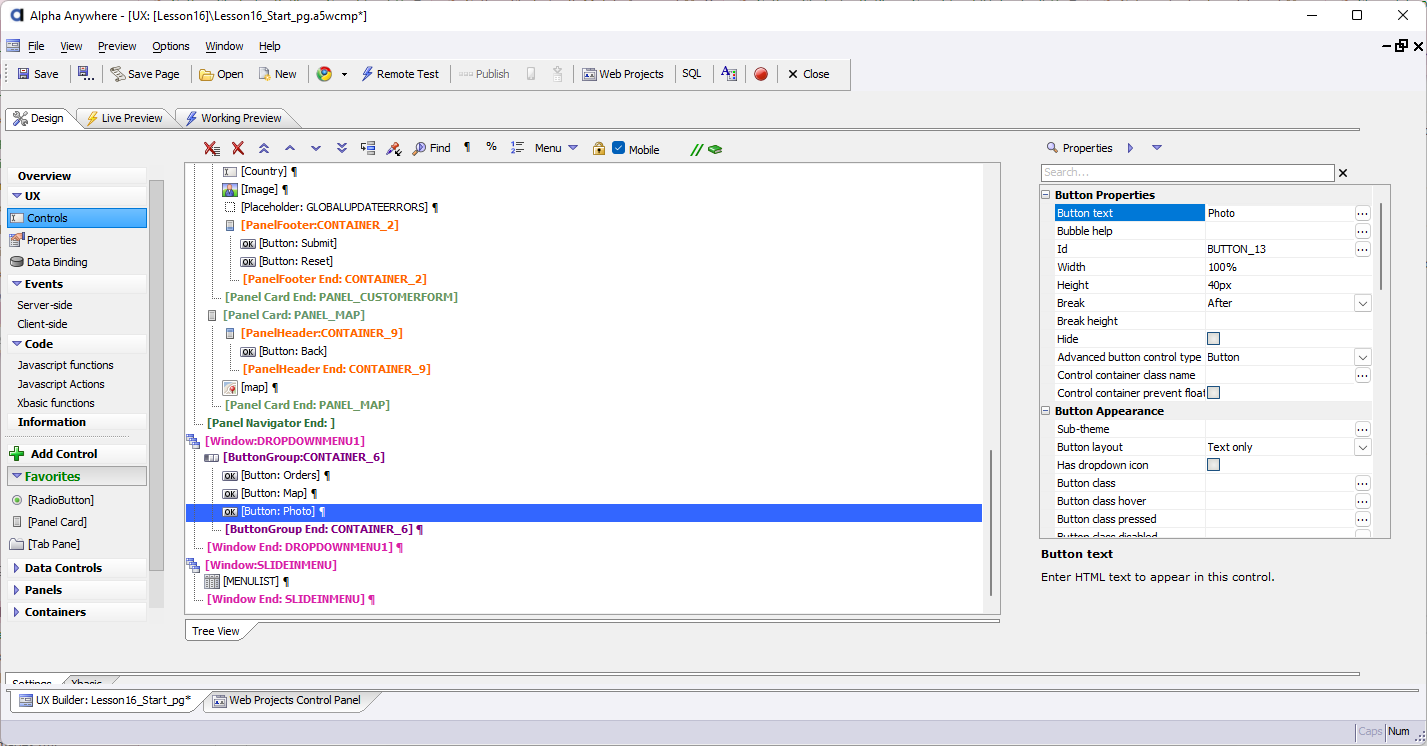 Alpha Anywhere - [UX: [Lesson16]\Lesson16_Start_pg.a5wcmp*]
File View Preview Options Window Help
Save Save Page Open New Remote Test Publish Web Projects SQL Close
Design Live Preview Working Preview
Find ¶ % Menu Mobile // Properties
Search...
Overview
UX
Controls
Properties
Data Binding
Events
Server-side
Client-side
Code
Javascript functions
Javascript Actions
Xbasic functions
Information
Add Control
Favorites
[RadioButton]
[Panel Card]
[Tab Pane]
Data Controls
Panels
Containers
[Country] ¶
[Image] ¶
[Placeholder: GLOBALUPDATEERRORS] ¶
[PanelFooter:CONTAINER_2]
OK [Button: Submit]
OK [Button: Reset]
[PanelFooter End: CONTAINER_2]
[Panel Card End: PANEL_CUSTOMERFORM]
[Panel Card: PANEL_MAP]
[PanelHeader:CONTAINER_9]
OK [Button: Back]
[PanelHeader End: CONTAINER_9]
[map] ¶
[Panel Card End: PANEL_MAP]
[Panel Navigator End: ]
[Window:DROPDOWNMENU1]
[ButtonGroup:CONTAINER_6]
OK [Button: Orders] ¶
OK [Button: Map] ¶
OK [Button: Photo] ¶
[ButtonGroup End: CONTAINER_6] ¶
[Window End: DROPDOWNMENU1] ¶
[Window:SLIDEINMENU]
[MENULIST] ¶
[Window End: SLIDEINMENU] ¶
Tree View
Button Properties
Button text Photo
Bubble help
Id BUTTON_13
Width 100%
Height 40px
Break After
Break height
Hide
Advanced button control type Button
Control container class name
Control container prevent float
Button Appearance
Sub-theme
Button layout Text only
Has dropdown icon
Button class
Button class hover
Button class pressed
Button class disabled
Button text
Enter HTML text to appear in this control.
Settings Xbasic
UX Builder: Lesson16_Start_pg* Web Projects Control Panel
Caps Num